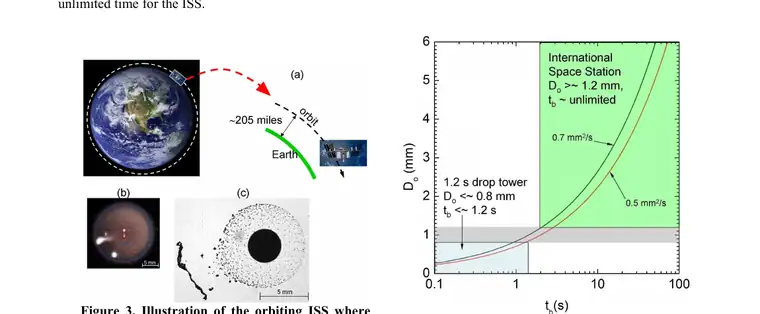 unlimited time for the ISS.
(a)
~205 miles
orbit
Earth
(b)
5 mm
(c)
5 mm
Figure 3. Illustration of the orbiting ISS where
6
5
4
3
2
1
0
Do (mm)
International
Space Station
Do >~ 1.2 mm,
tb ~ unlimited
0.7 mm²/s
0.5 mm²/s
1.2 s drop tower
Do <~ 0.8 mm
tb <~ 1.2 s
0.1 1 10 100
tb(s)